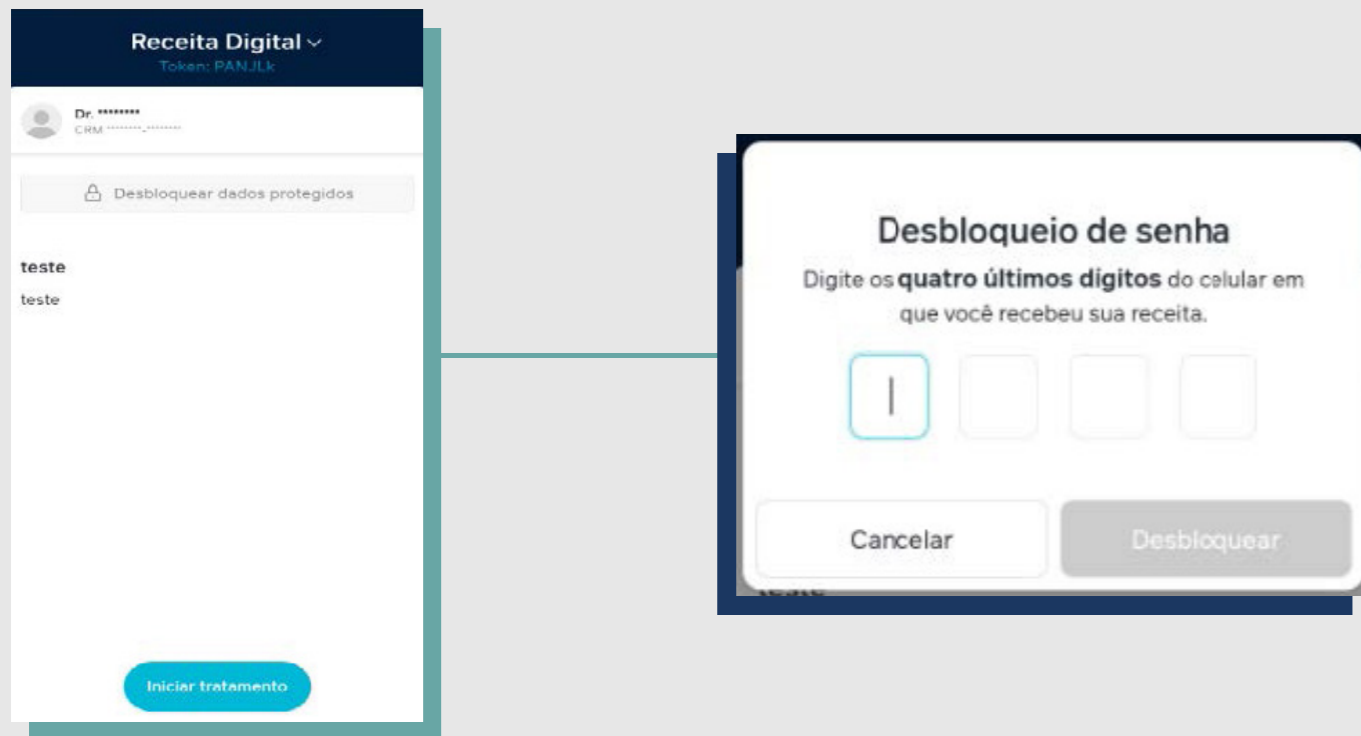 Receita Digital
Token: PANJLk
Dr. ********
CRM ********-********
Desbloquear dados protegidos
teste
teste
Iniciar tratamento
Desbloqueio de senha
Digite os quatro últimos dígitos do celular em
que você recebeu sua receita.
Cancelar
Desbloquear